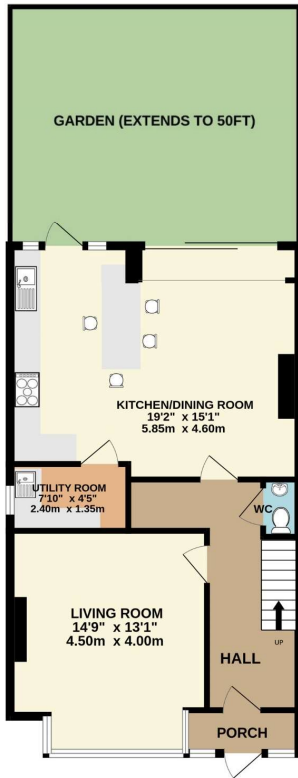 GARDEN (EXTENDS TO 50FT)
KITCHEN/DINING ROOM
19'2" x 15'1"
5.85m x 4.60m
UTILITY ROOM
7'10" x 4'5"
2.40m x 1.35m
WC
LIVING ROOM
14'9" x 13'1"
4.50m x 4.00m
UP
HALL
PORCH